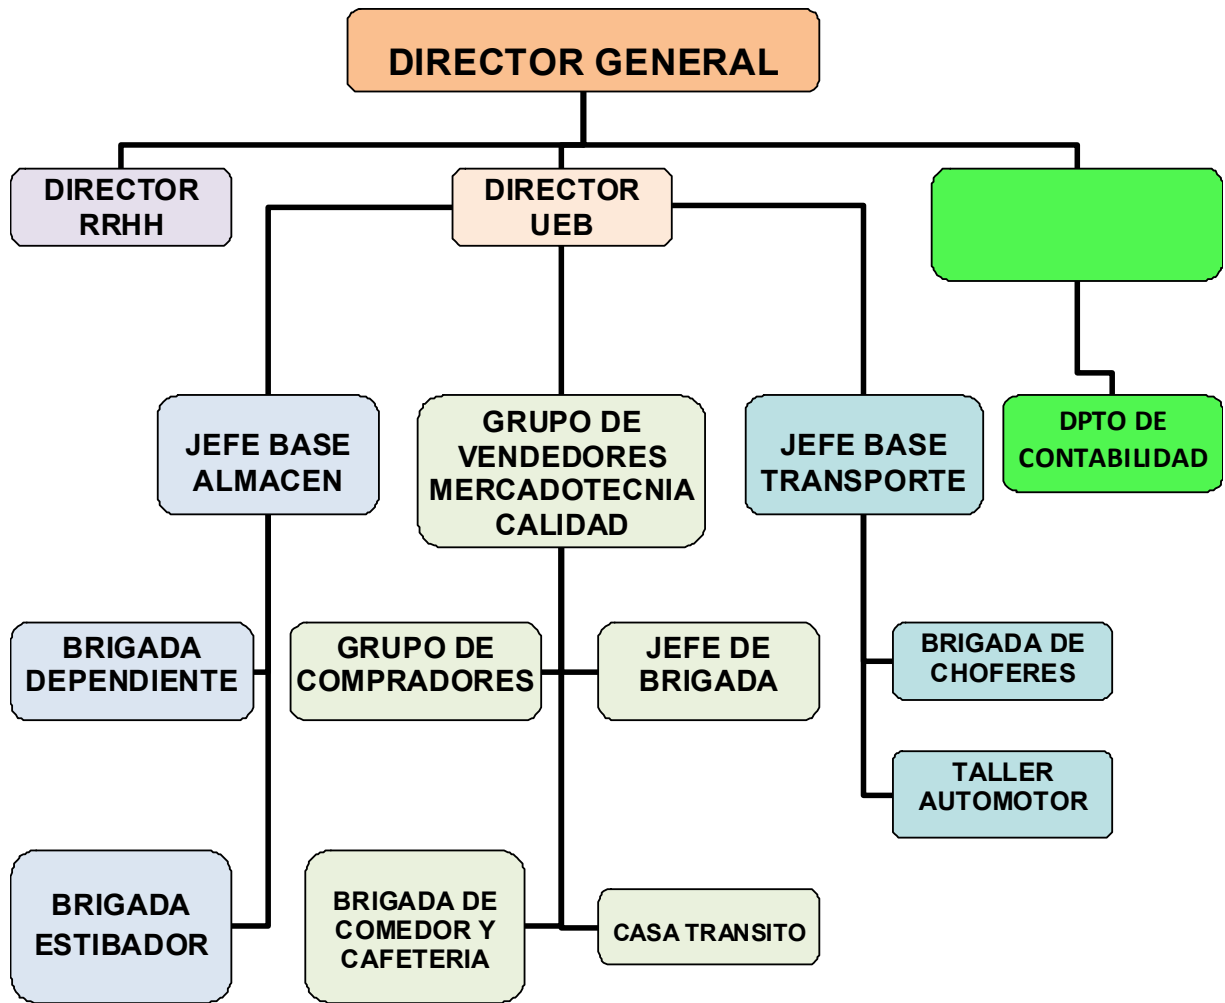 DIRECTOR GENERAL
DIRECTOR
RRHH
DIRECTOR
UEB
JEFE BASE
ALMACEN
GRUPO DE
VENDEDORES
MERCADOTECNIA
CALIDAD
JEFE BASE
TRANSPORTE
DPTO DE
CONTABILIDAD
BRIGADA
DEPENDIENTE
GRUPO DE
COMPRADORES
JEFE DE
BRIGADA
BRIGADA DE
CHOFERES
TALLER
AUTOMOTOR
BRIGADA
ESTIBADOR
BRIGADA DE
COMEDOR Y
CAFETERIA
CASA TRANSITO